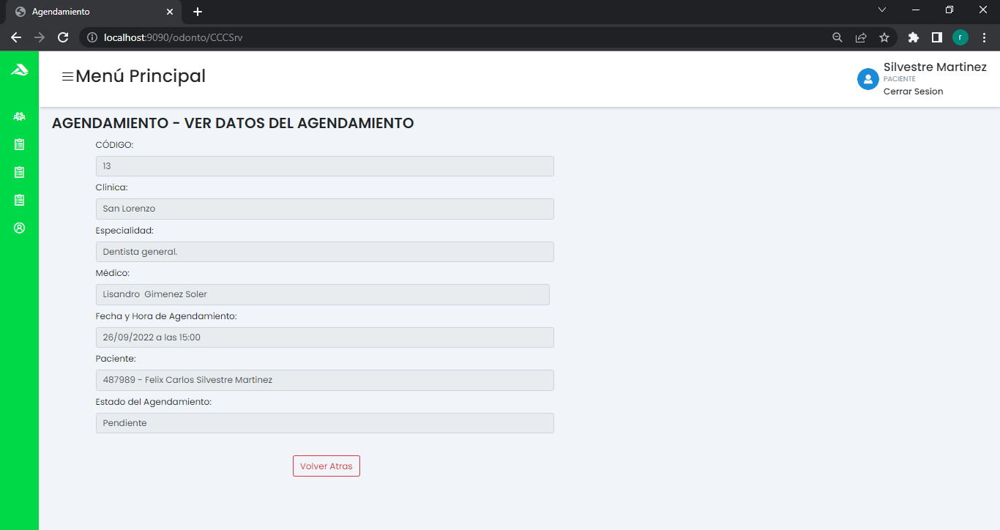 Agendamiento
localhost:9090/odonto/CCCSrv
r
Menú Principal
Silvestre Martinez
PACIENTE
Cerrar Sesion
AGENDAMIENTO - VER DATOS DEL AGENDAMIENTO
CÓDIGO:
13
Clinica:
San Lorenzo
Especialidad:
Dentista general.
Médico:
Lisandro  Gimenez Soler
Fecha y Hora de Agendamiento:
26/09/2022 a las 15:00
Paciente:
487989 - Felix Carlos Silvestre Martinez
Estado del Agendamiento:
Pendiente
Volver Atras